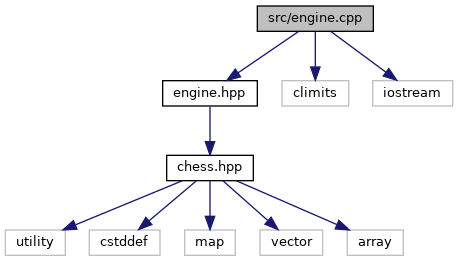 src/engine.cpp
engine.hpp
climits
iostream
chess.hpp
utility
cstddef
map
vector
array